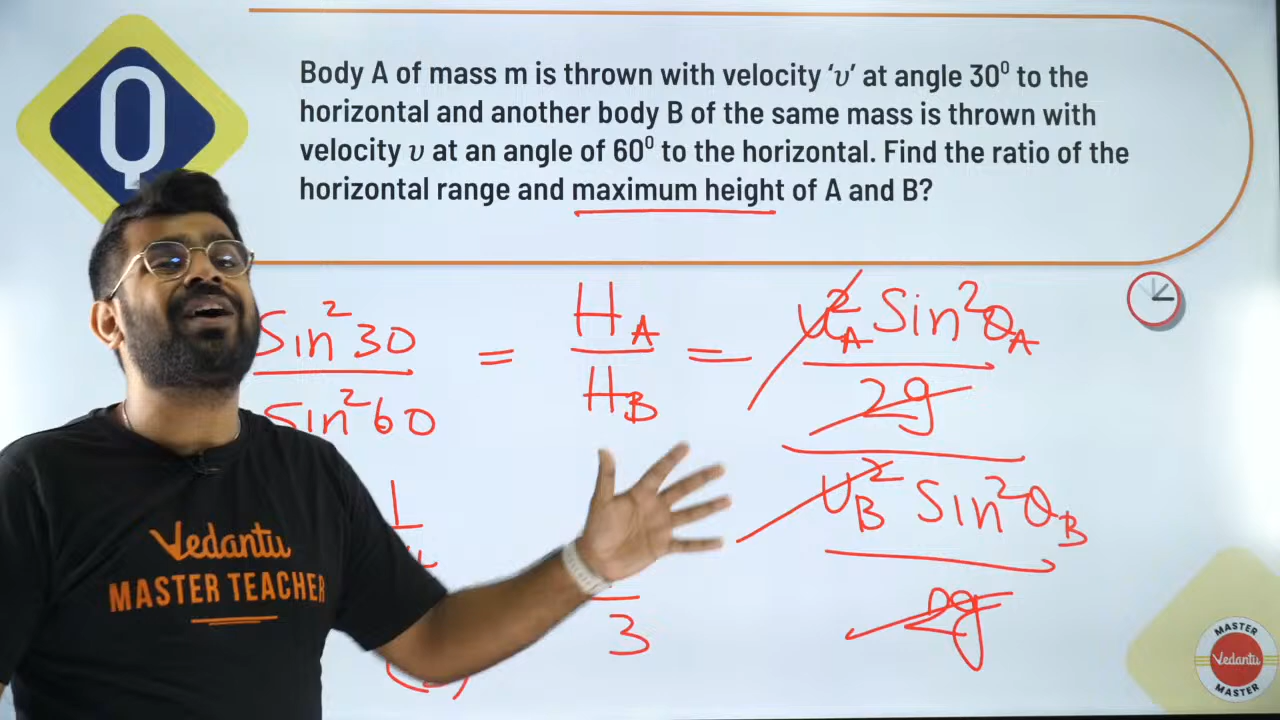 Q
Body A of mass m is thrown with velocity ‘υ’ at angle 30⁰ to the
horizontal and another body B of the same mass is thrown with
velocity υ at an angle of 60⁰ to the horizontal. Find the ratio of the
horizontal range and maximum height of A and B?
Sin²30 / Sin²60 = H_A / H_B = u_A² Sin²θ_A / 2g
u_B² Sin²θ_B / 2g
1
3
Vedantu
MASTER TEACHER
MASTER
Vedantu
MASTER